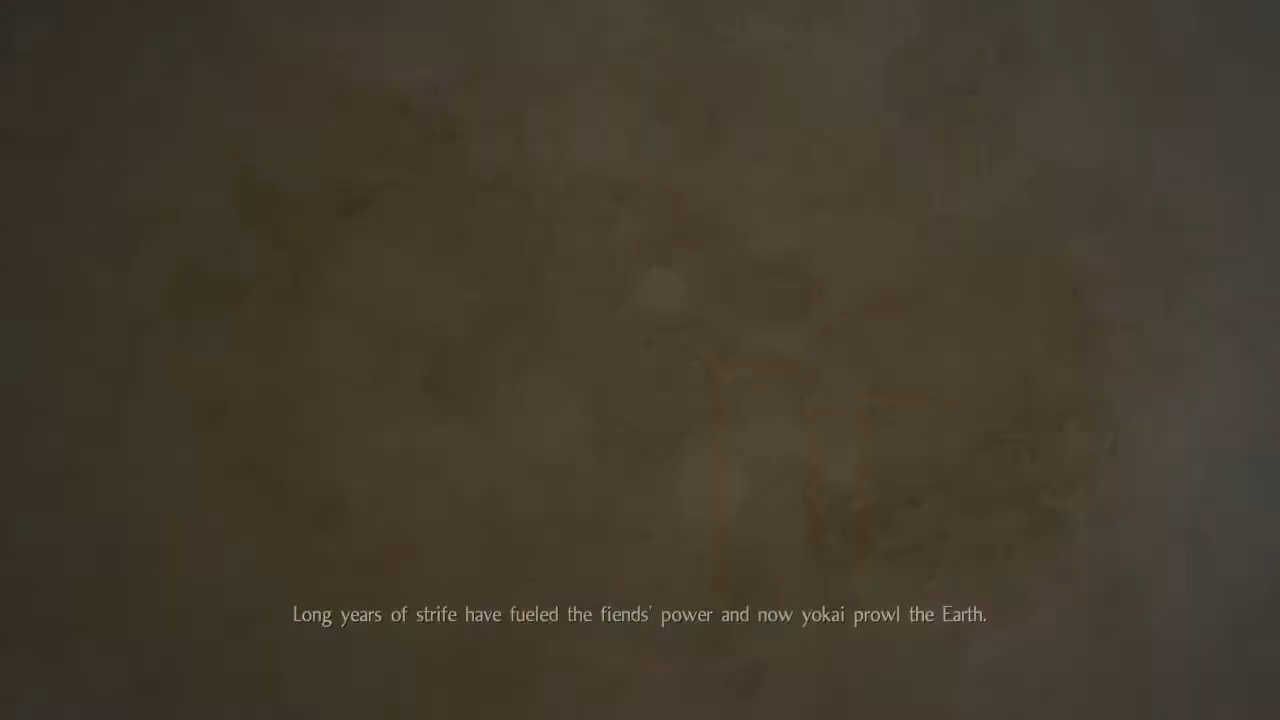 Long years of strife have fueled the fiends' power and now yokai prowl the Earth.